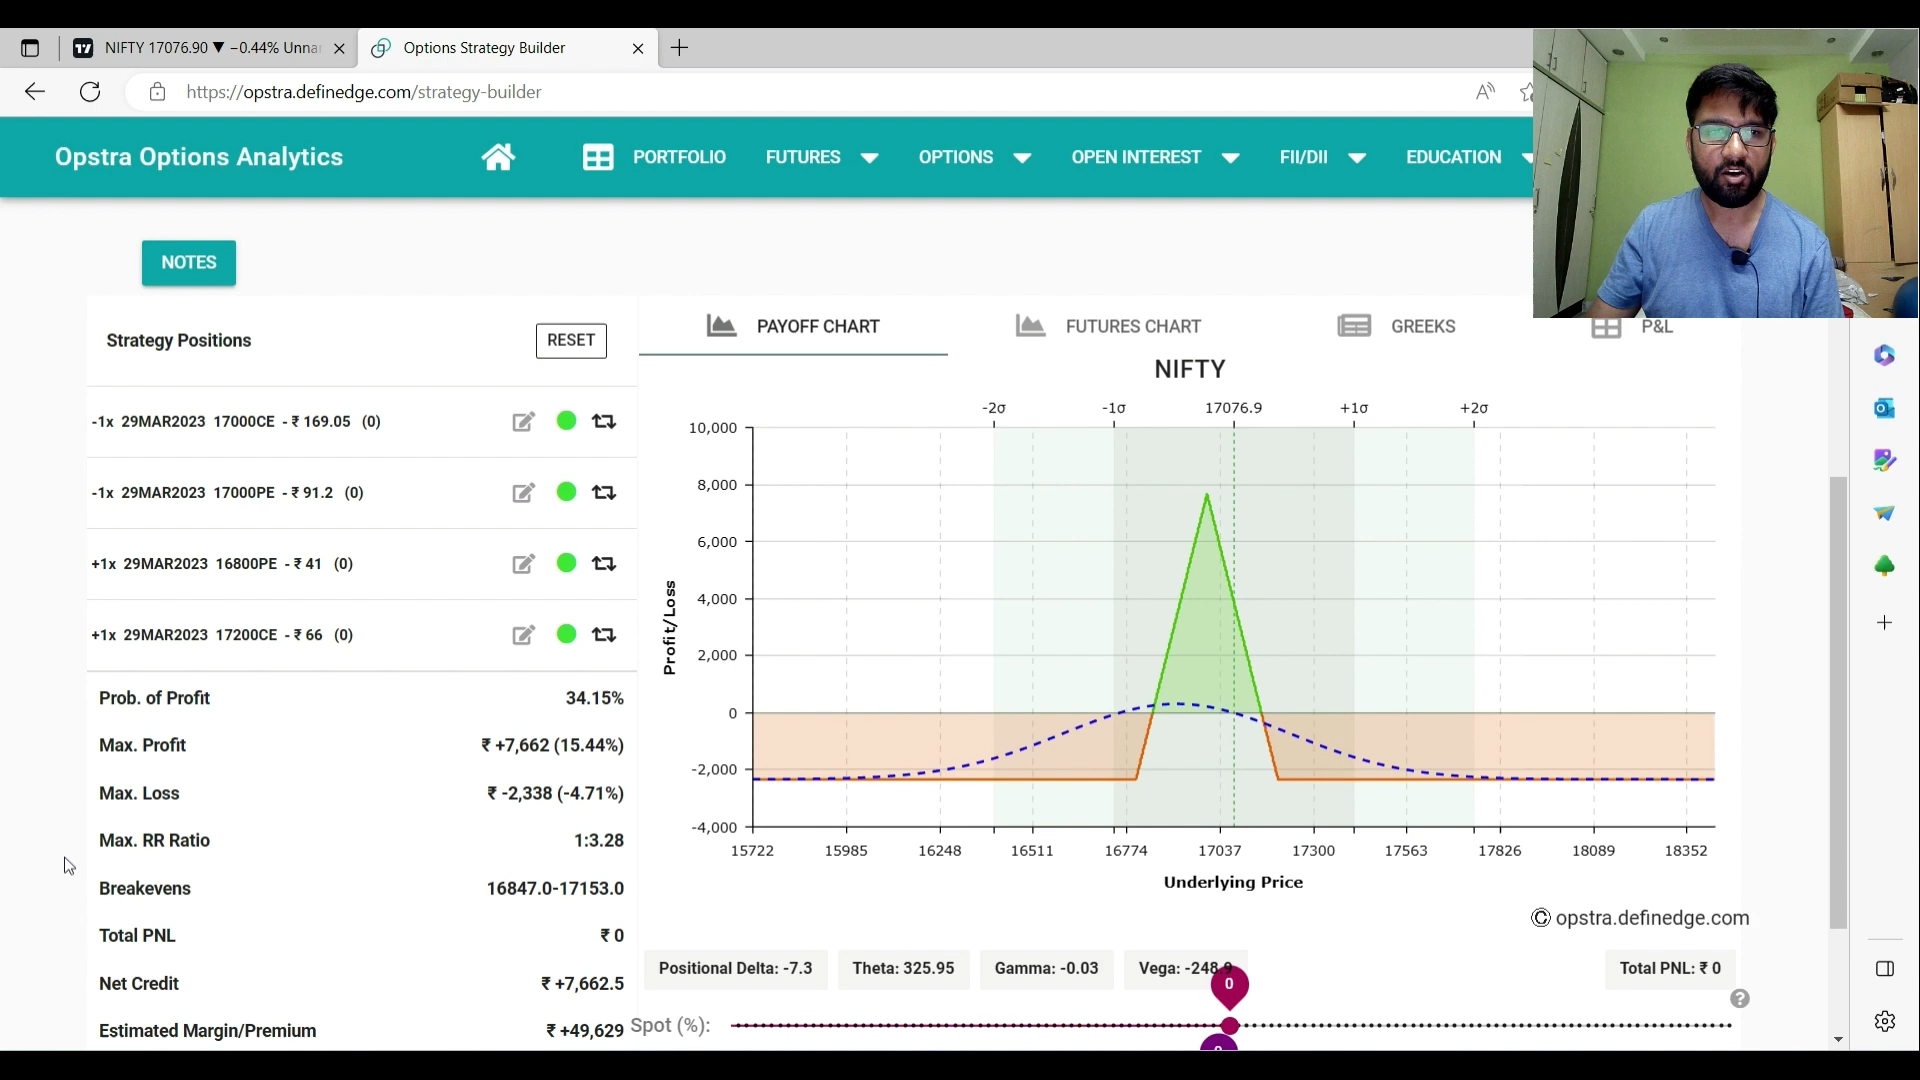 NIFTY 17076.90 ▼ −0.44% Unna
Options Strategy Builder
https://opstra.definedge.com/strategy-builder
Opstra Options Analytics
PORTFOLIO
FUTURES
OPTIONS
OPEN INTEREST
FII/DII
EDUCATION
NOTES
Strategy Positions
RESET
-1x 29MAR2023 17000CE - ₹ 169.05 (0)
-1x 29MAR2023 17000PE - ₹ 91.2 (0)
+1x 29MAR2023 16800PE - ₹ 41 (0)
+1x 29MAR2023 17200CE - ₹ 66 (0)
Prob. of Profit 34.15%
Max. Profit ₹ +7,662 (15.44%)
Max. Loss ₹ -2,338 (-4.71%)
Max. RR Ratio 1:3.28
Breakevens 16847.0-17153.0
Total PNL ₹ 0
Net Credit ₹ +7,662.5
Estimated Margin/Premium ₹ +49,629
PAYOFF CHART
FUTURES CHART
GREEKS
P&L
NIFTY
-2σ -1σ 17076.9 +1σ +2σ
10,000
8,000
6,000
4,000
2,000
0
-2,000
-4,000
Profit/Loss
15722 15985 16248 16511 16774 17037 17300 17563 17826 18089 18352
Underlying Price
© opstra.definedge.com
Positional Delta: -7.3
Theta: 325.95
Gamma: -0.03
Vega: -248.9
Total PNL: ₹ 0
0
Spot (%):